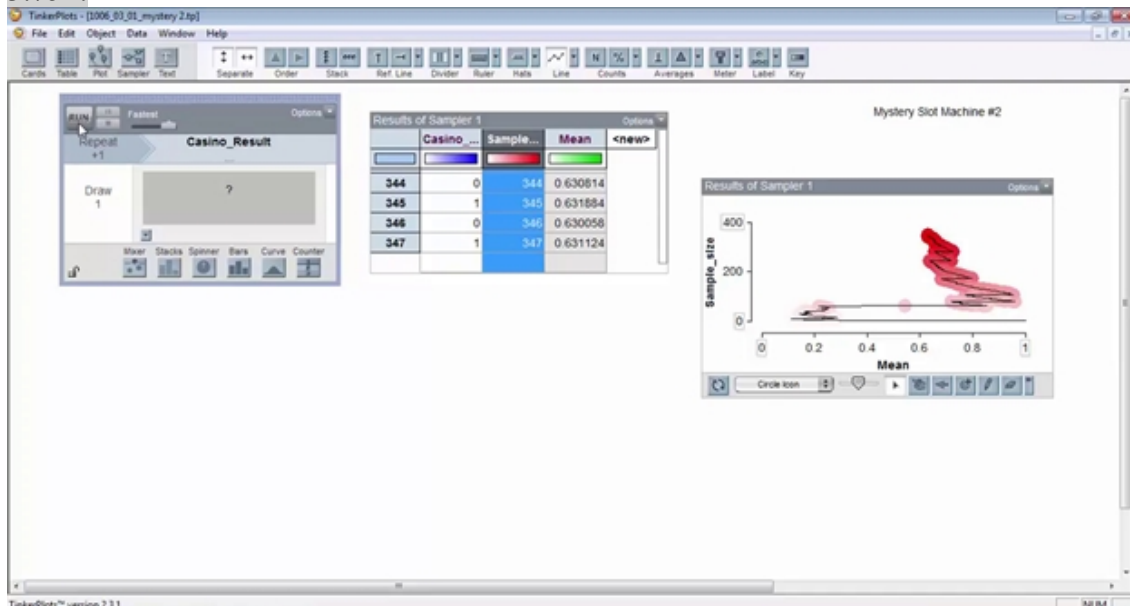 TinkerPlots - [1006_03_01_mystery 2.tp]
File Edit Object Data Window Help
Cards Table Plot Sampler Text Separate Order Stack Ref. Line Divider Ruler Hats Line Counts Averages Meter Label Key
RUN Fastest Options
Repeat
+1
Casino_Result
Draw
1
?
Mixer Stacks Spinner Bars Curve Counter
Results of Sampler 1 Options
Casino_... Sample... Mean <new>
344 0 344 0.630814
345 1 345 0.631884
346 0 346 0.630058
347 1 347 0.631124
Mystery Slot Machine #2
Results of Sampler 1 Options
Sample_size
400
200
0
0 0.2 0.4 0.6 0.8 1
Mean
Circle Icon
TinkerPlots™ version 2.3.1
NUM